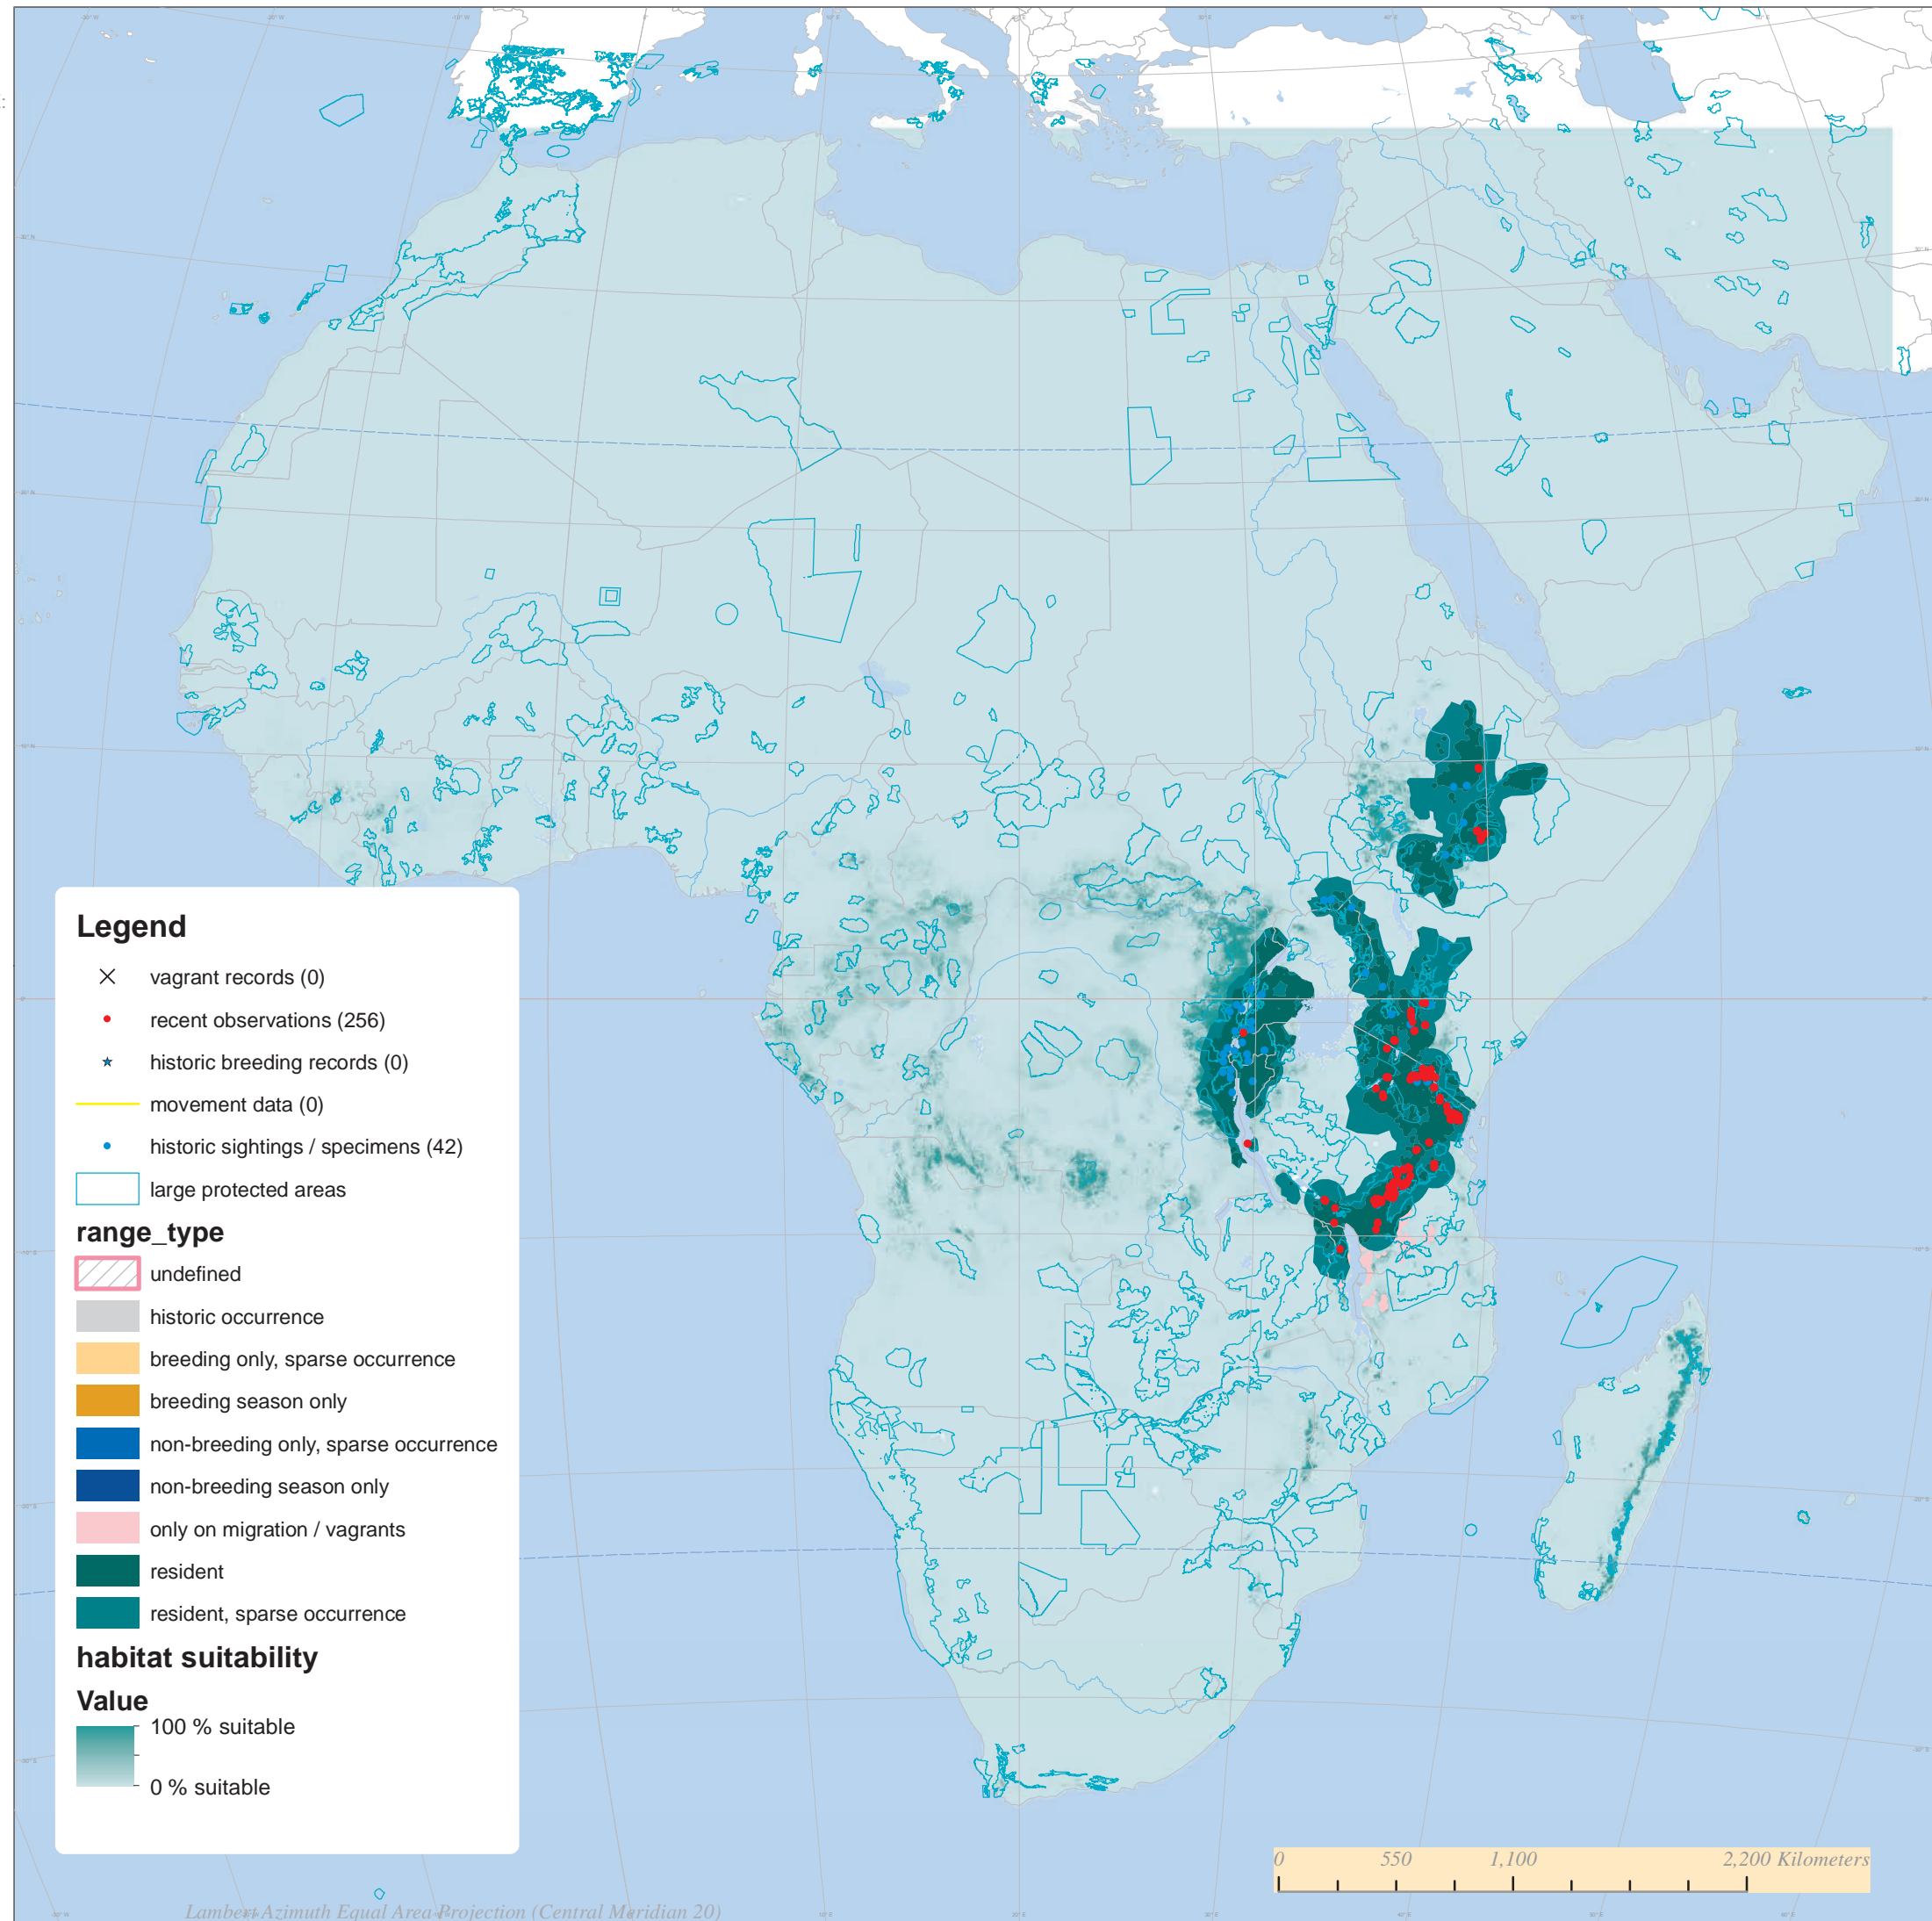 Legend
vagrant records (0)
recent observations (256)
historic breeding records (0)
movement data (0)
historic sightings / specimens (42)
large protected areas
range_type
undefined
historic occurrence
breeding only, sparse occurrence
breeding season only
non-breeding only, sparse occurrence
non-breeding season only
only on migration / vagrants
resident
resident, sparse occurrence
habitat suitability
Value
100 % suitable
0 % suitable
0 550 1,100 2,200 Kilometers
Lambert Azimuth Equal Area Projection (Central Meridian 20)